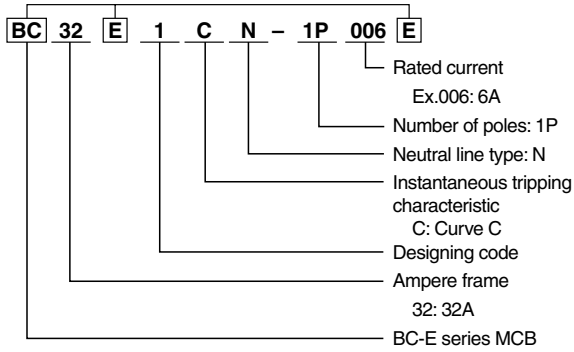 BC 32 E 1 C N – 1P 006 E
Rated current
Ex.006: 6A
Number of poles: 1P
Neutral line type: N
Instantaneous tripping
characteristic
C: Curve C
Designing code
Ampere frame
32: 32A
BC-E series MCB